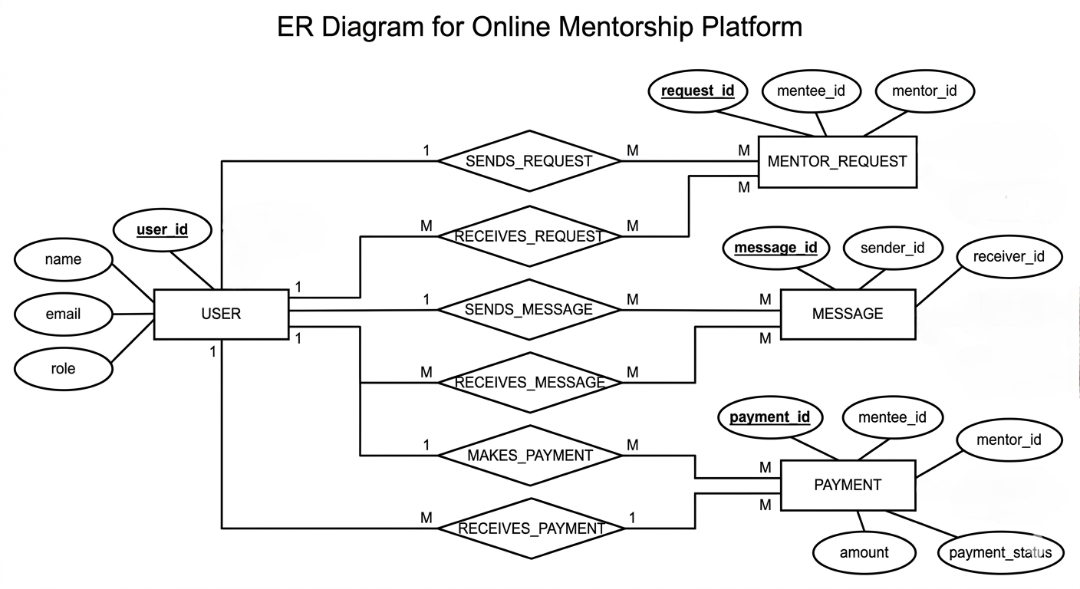 ER Diagram for Online Mentorship Platform
request_id
mentee_id
mentor_id
1
SENDS_REQUEST
M
M
MENTOR_REQUEST
M
user_id
M
RECEIVES_REQUEST
M
message_id
sender_id
receiver_id
name
email
role
USER
1
1
1
1
SENDS_MESSAGE
M
M
MESSAGE
M
M
RECEIVES_MESSAGE
M
payment_id
mentee_id
mentor_id
1
MAKES_PAYMENT
M
M
PAYMENT
M
M
RECEIVES_PAYMENT
1
amount
payment_status